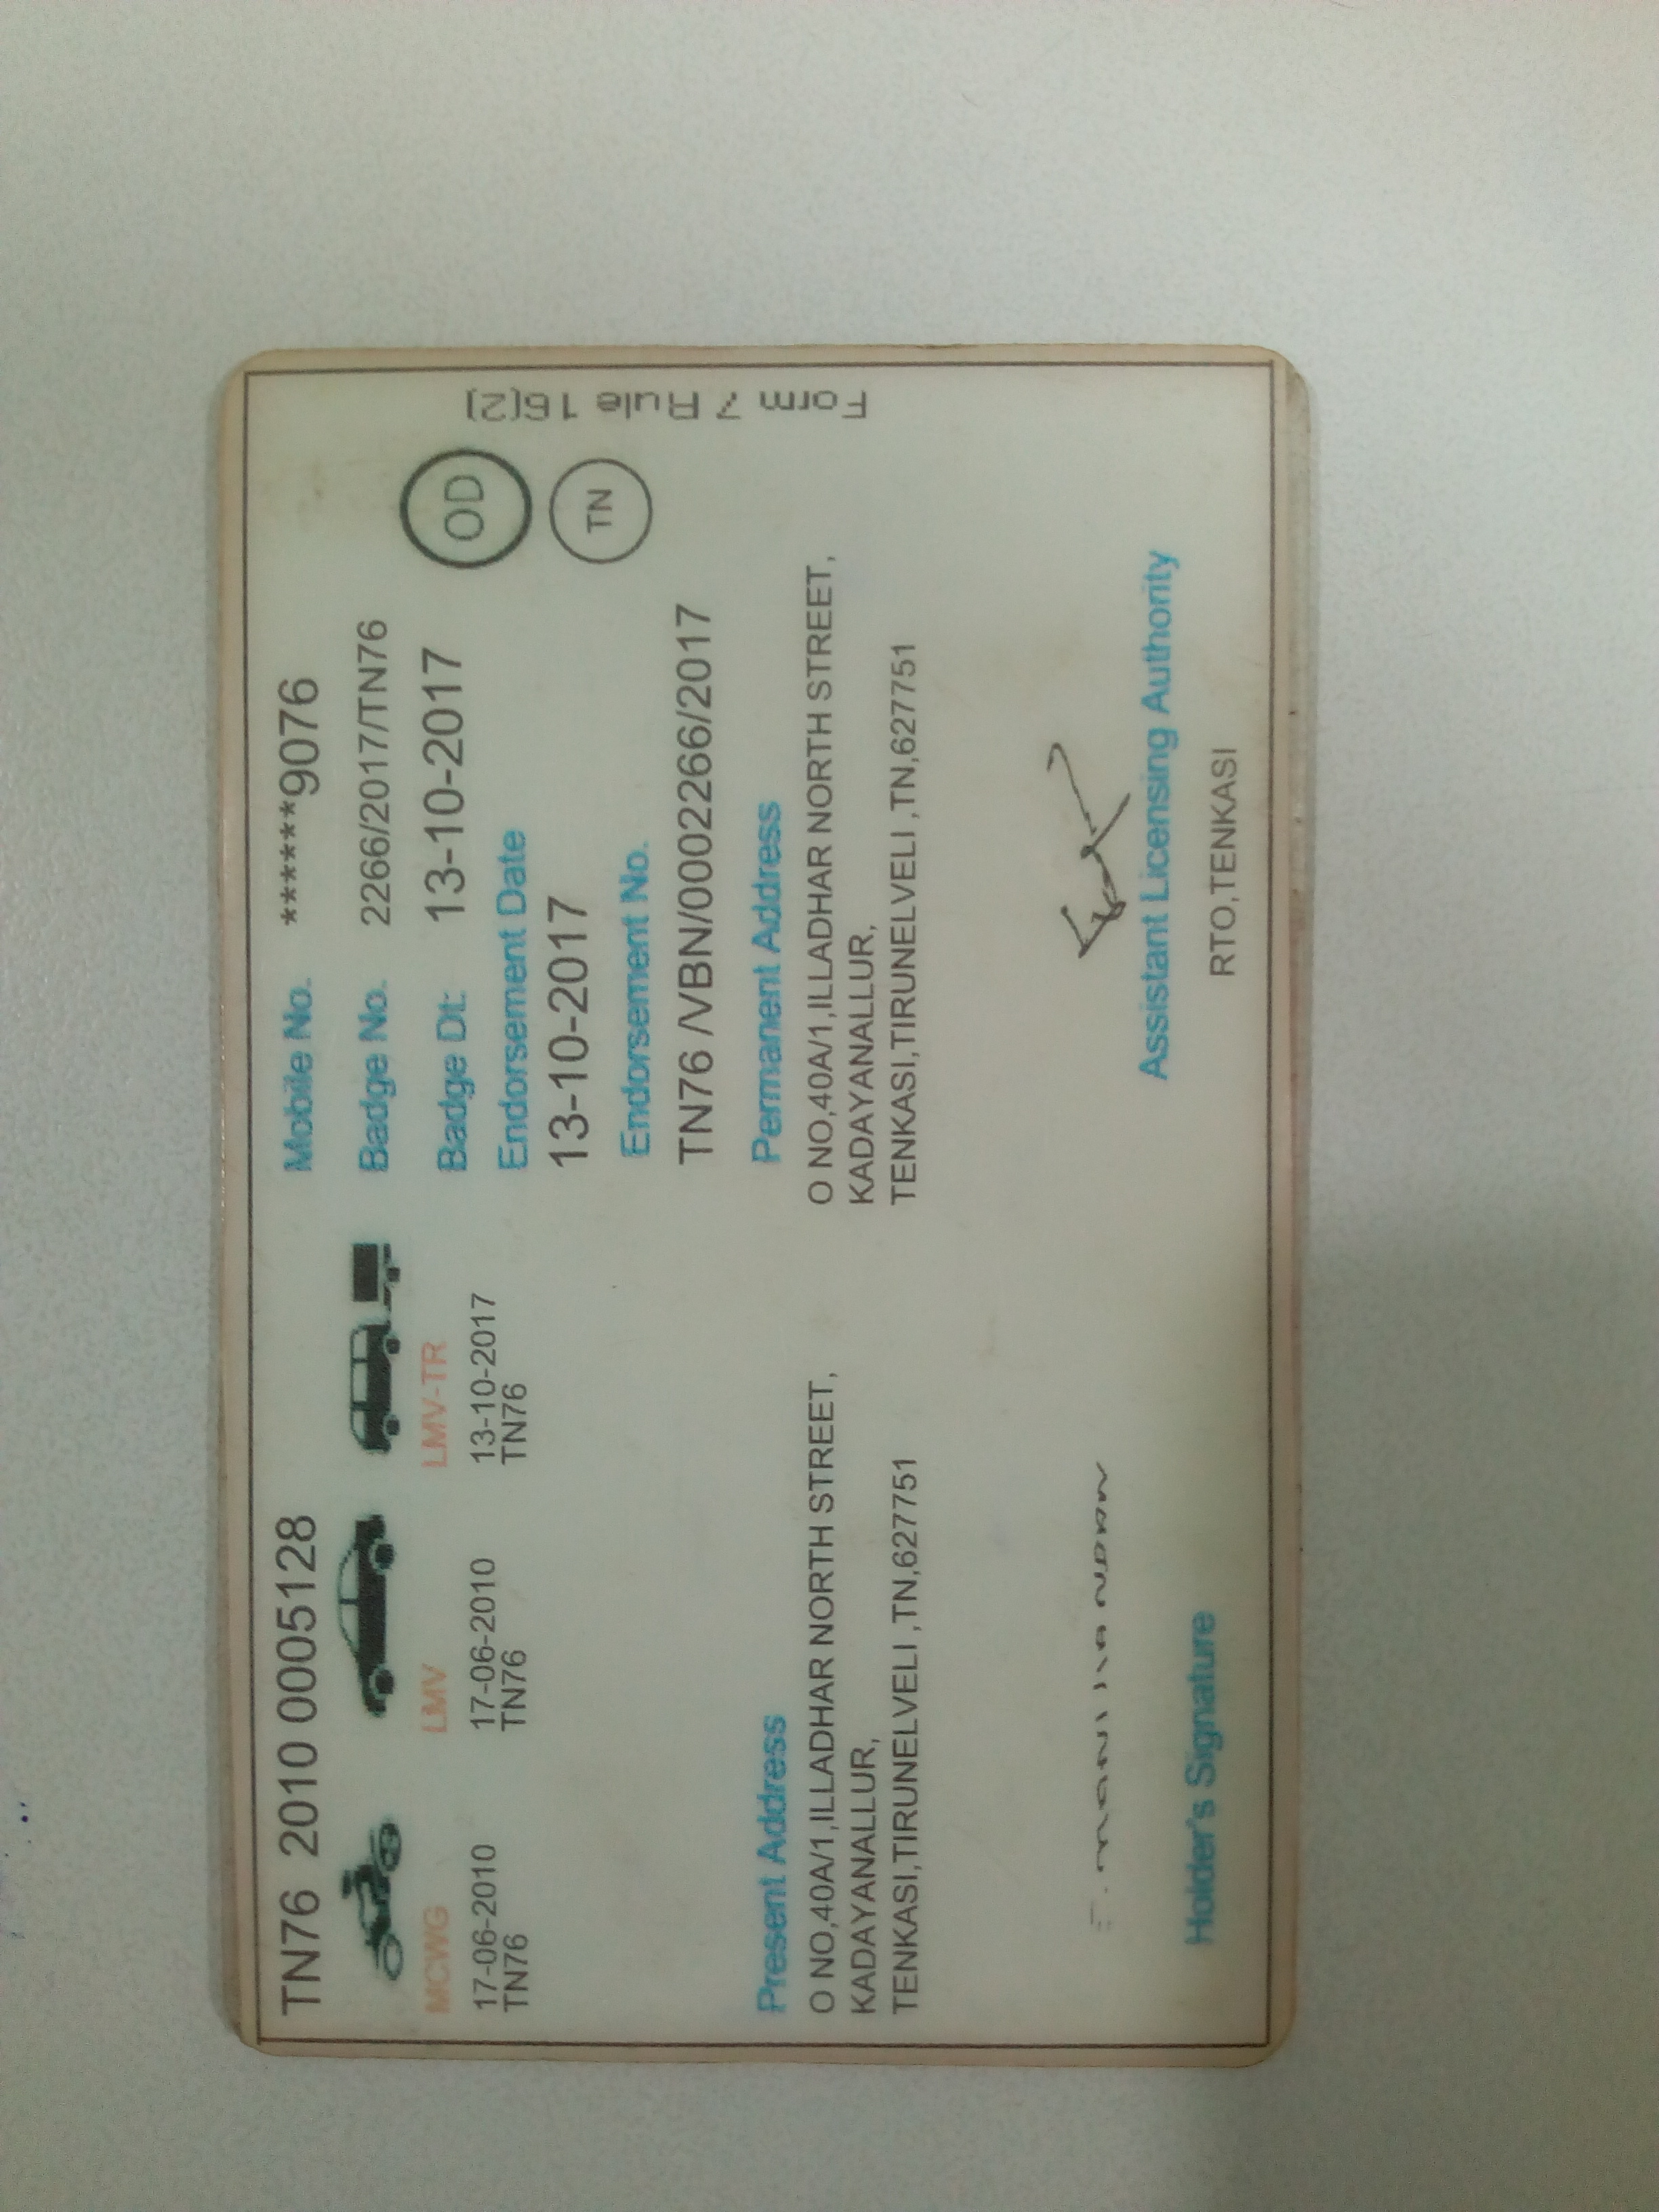 TN76 2010 0005128
Mobile No. ******9076
Badge No. 2266/2017/TN76
MCWG LMV LMV-TR
Badge Dt: 13-10-2017
OD
17-06-2010 17-06-2010 13-10-2017
TN76 TN76 TN76
Endorsement Date
13-10-2017
TN
Endorsement No.
TN76 /VBN/0002266/2017
Form 7 Rule 16(2)
Present Address
O NO,40A/1,ILLADHAR NORTH STREET,
KADAYANALLUR,
TENKASI,TIRUNELVELI ,TN,627751
Permanent Address
O NO,40A/1,ILLADHAR NORTH STREET,
KADAYANALLUR,
TENKASI,TIRUNELVELI ,TN,627751
Holder's Signature
Assistant Licensing Authority
RTO,TENKASI